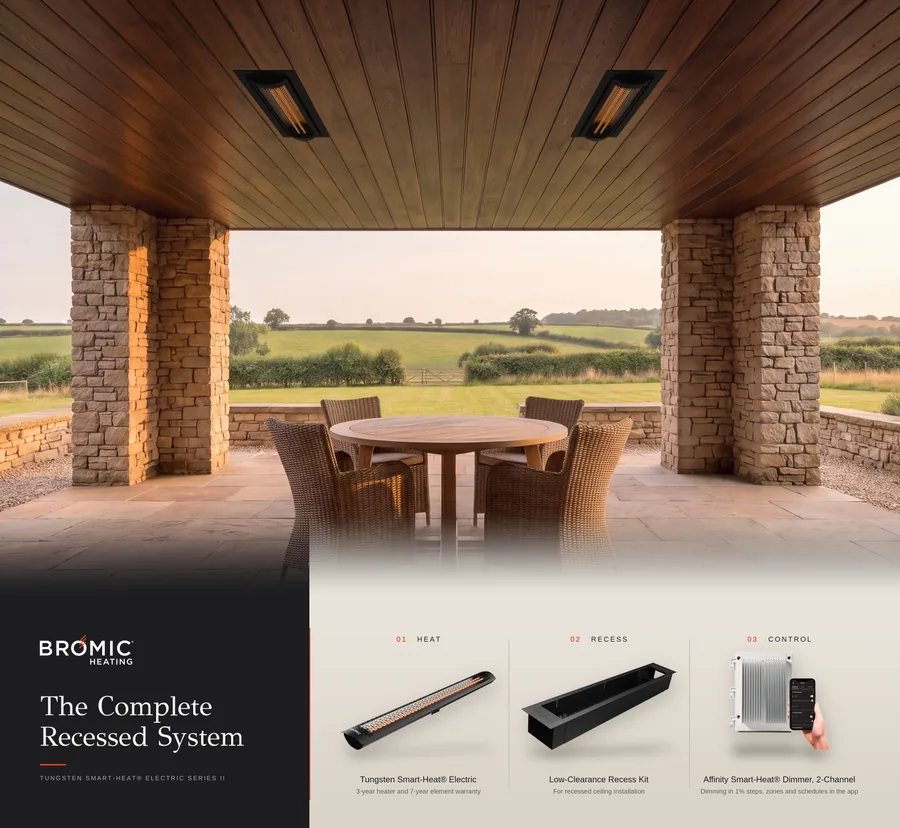 BROMIC
HEATING
The Complete
Recessed System
TUNGSTEN SMART-HEAT® ELECTRIC SERIES II
01 HEAT
Tungsten Smart-Heat® Electric
3-year heater and 7-year element warranty
02 RECESS
Low-Clearance Recess Kit
For recessed ceiling installation
03 CONTROL
Affinity Smart-Heat® Dimmer, 2-Channel
Dimming in 1% steps, zones and schedules in the app